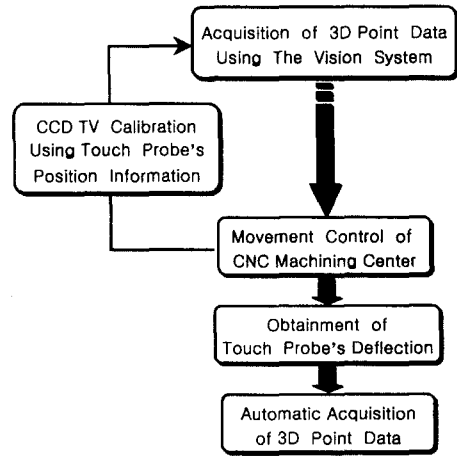 Acquisition of 3D Point Data
Using The Vision System
CCD TV Calibration
Using Touch Probe's
Position Information
Movement Control of
CNC Machining Center
Obtainment of
Touch Probe's Deflection
Automatic Acquisition
of 3D Point Data